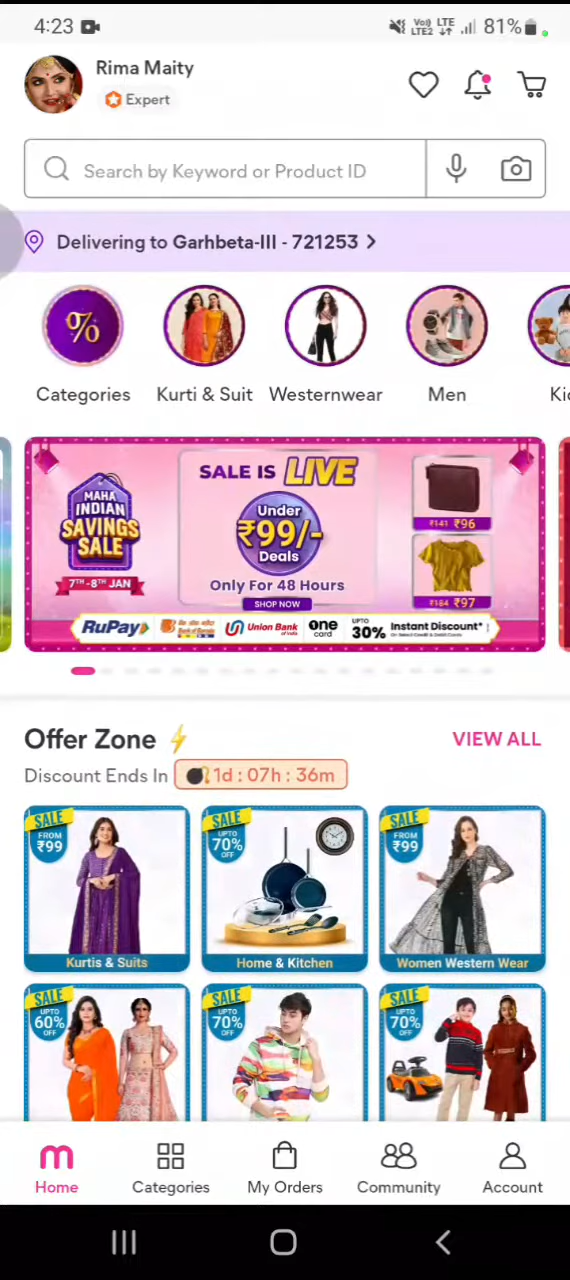 4:23
Vo)) LTE
LTE2
81%
Rima Maity
Expert
Search by Keyword or Product ID
Delivering to Garhbeta-III - 721253
%
Categories
Kurti & Suit
Westernwear
Men
MAHA
INDIAN
SAVINGS
SALE
7TH-8TH JAN
SALE IS LIVE
Under
₹99/-
Deals
Only For 48 Hours
SHOP NOW
₹141 ₹96
₹184 ₹97
RuPay
Union Bank
of India
one
card
UPTO
30%
Instant Discount*
Offer Zone
VIEW ALL
Discount Ends In
1d : 07h : 36m
SALE
FROM
₹99
Kurtis & Suits
SALE
UPTO
70%
OFF
Home & Kitchen
SALE
FROM
₹99
Women Western Wear
SALE
UPTO
60%
OFF
SALE
UPTO
70%
OFF
SALE
UPTO
70%
OFF
m
Home
Categories
My Orders
Community
Account